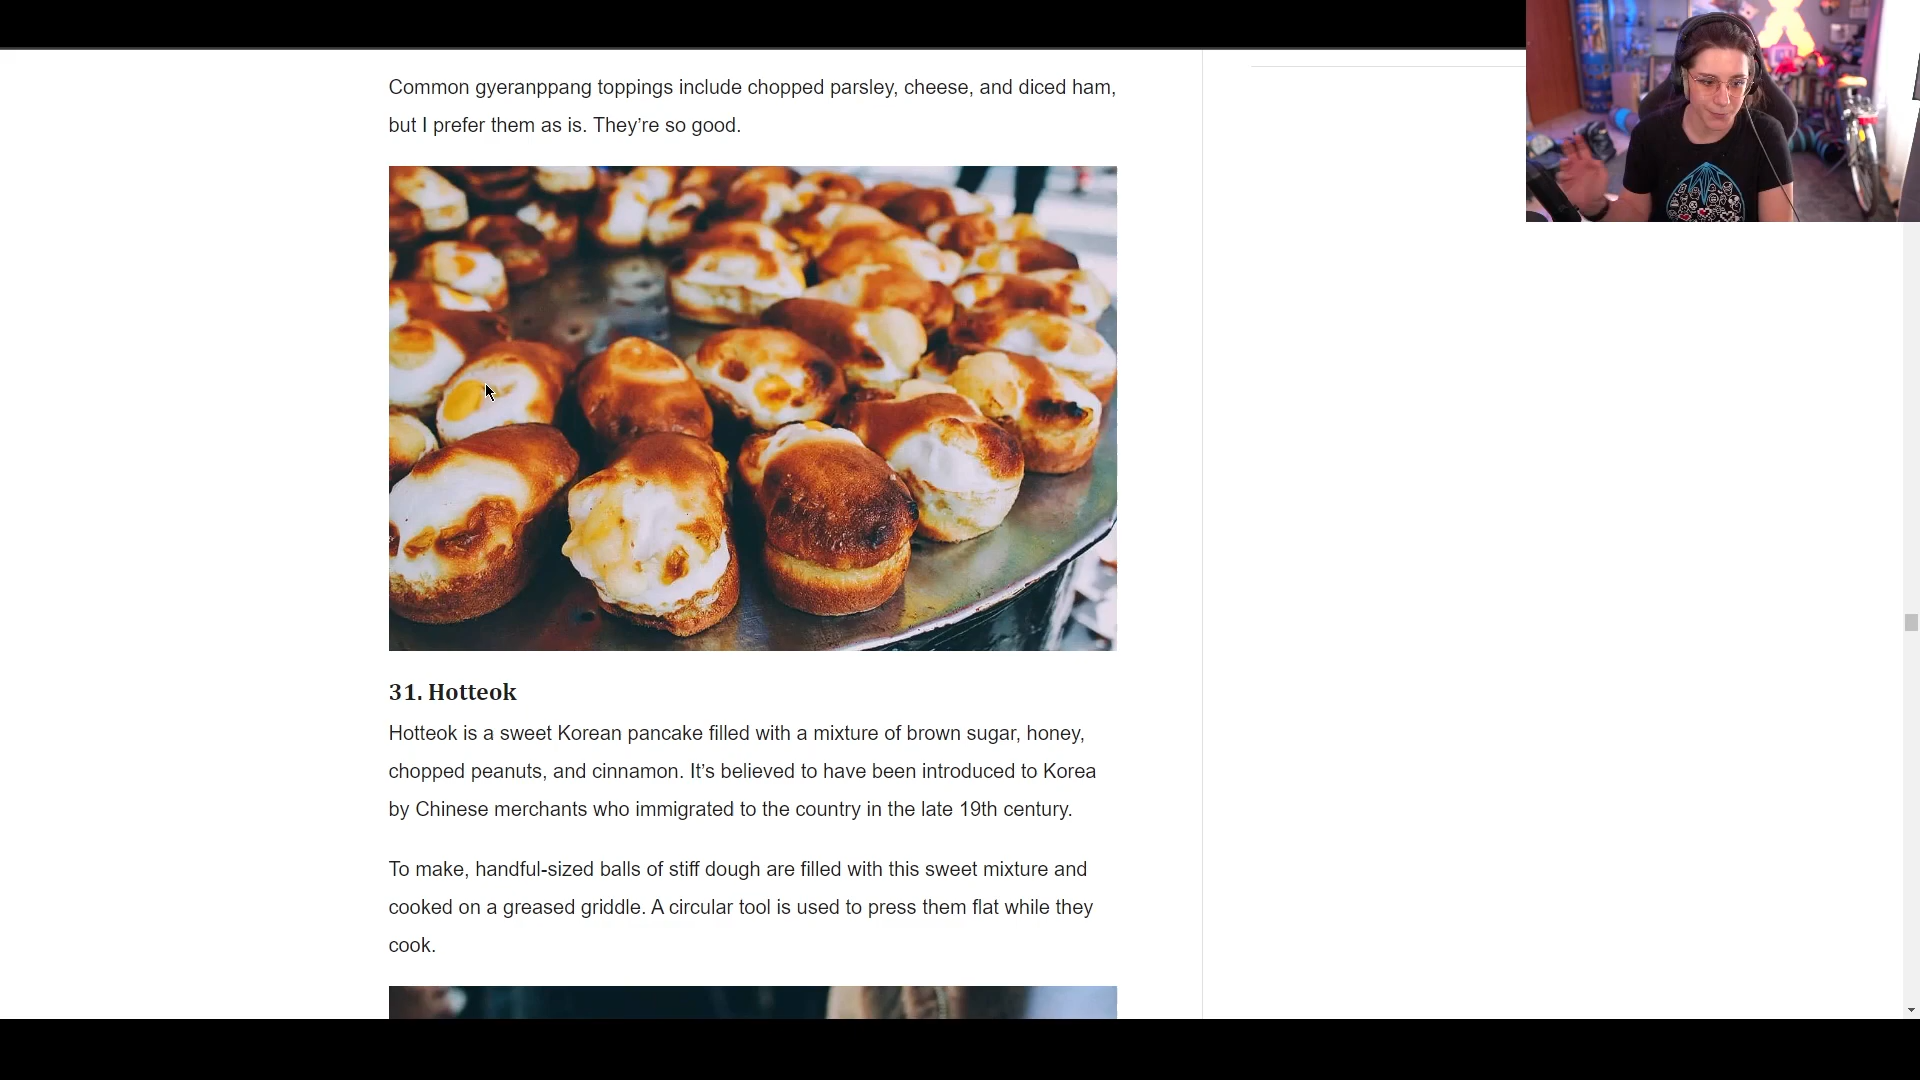 Common gyeranppang toppings include chopped parsley, cheese, and diced ham,
but I prefer them as is. They’re so good.
31. Hotteok
Hotteok is a sweet Korean pancake filled with a mixture of brown sugar, honey,
chopped peanuts, and cinnamon. It’s believed to have been introduced to Korea
by Chinese merchants who immigrated to the country in the late 19th century.
To make, handful-sized balls of stiff dough are filled with this sweet mixture and
cooked on a greased griddle. A circular tool is used to press them flat while they
cook.